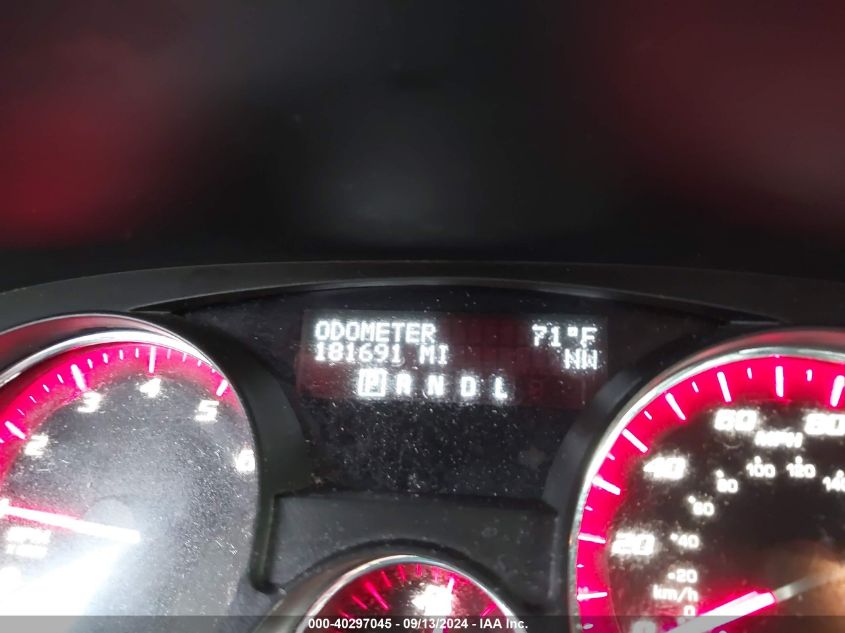 ODOMETER 71°F
181691 MI NW
P R N D L
2 3 4 5 6
60 80
MPH
40 80 100 120 140
60
20 40
20
km/h
0
000-40297045 - 09/13/2024 - IAA Inc.